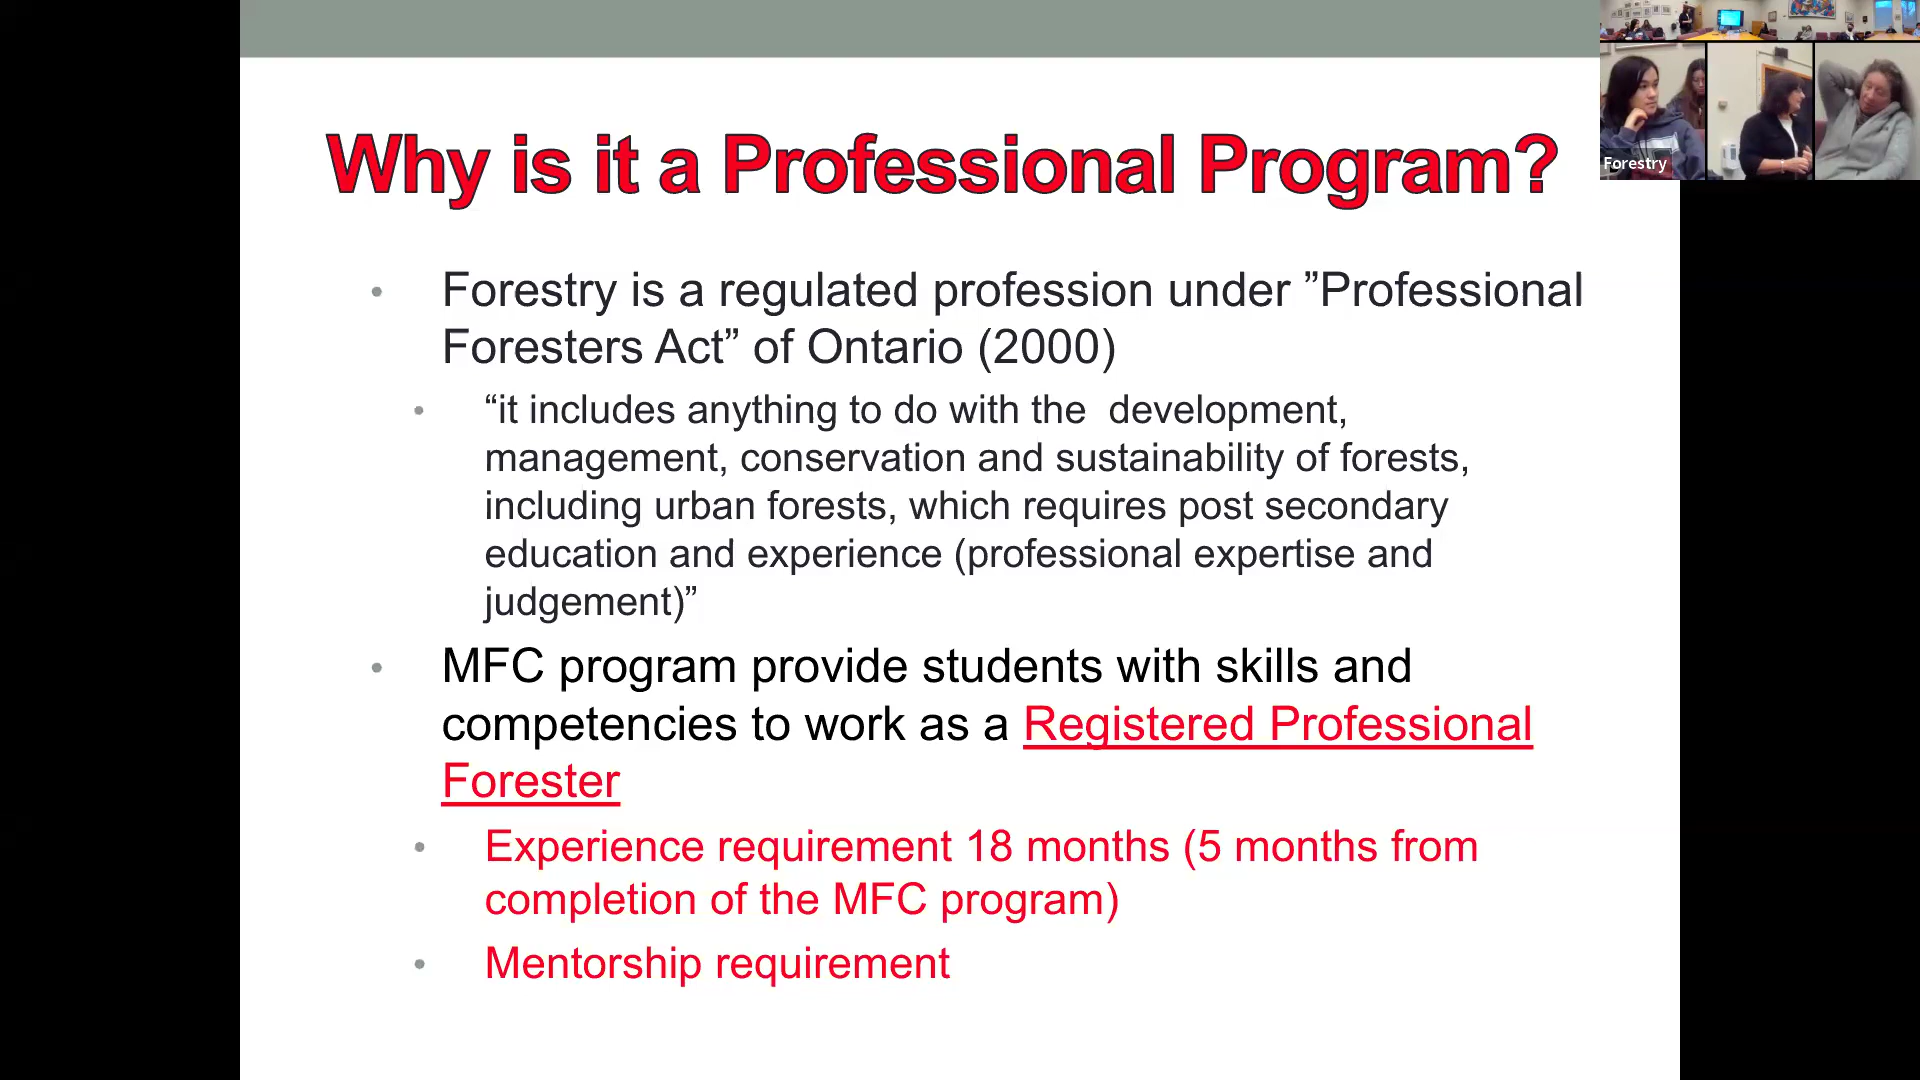 Why is it a Professional Program?
Forestry
• Forestry is a regulated profession under ”Professional
Foresters Act” of Ontario (2000)
• “it includes anything to do with the  development,
management, conservation and sustainability of forests,
including urban forests, which requires post secondary
education and experience (professional expertise and
judgement)”
• MFC program provide students with skills and
competencies to work as a Registered Professional
Forester
• Experience requirement 18 months (5 months from
completion of the MFC program)
• Mentorship requirement